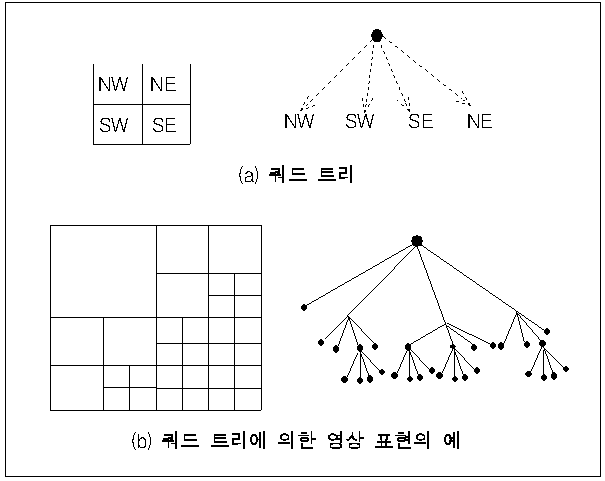 NW NE
SW SE
NW SW SE NE
(a) 쿼드 트리
(b) 쿼드 트리에 의한 영상 표현의 예